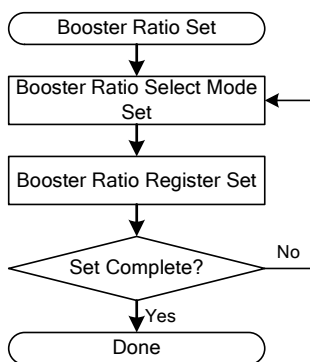 Booster Ratio Set
Booster Ratio Select Mode
Set
Booster Ratio Register Set
Set Complete?
No
Yes
Done